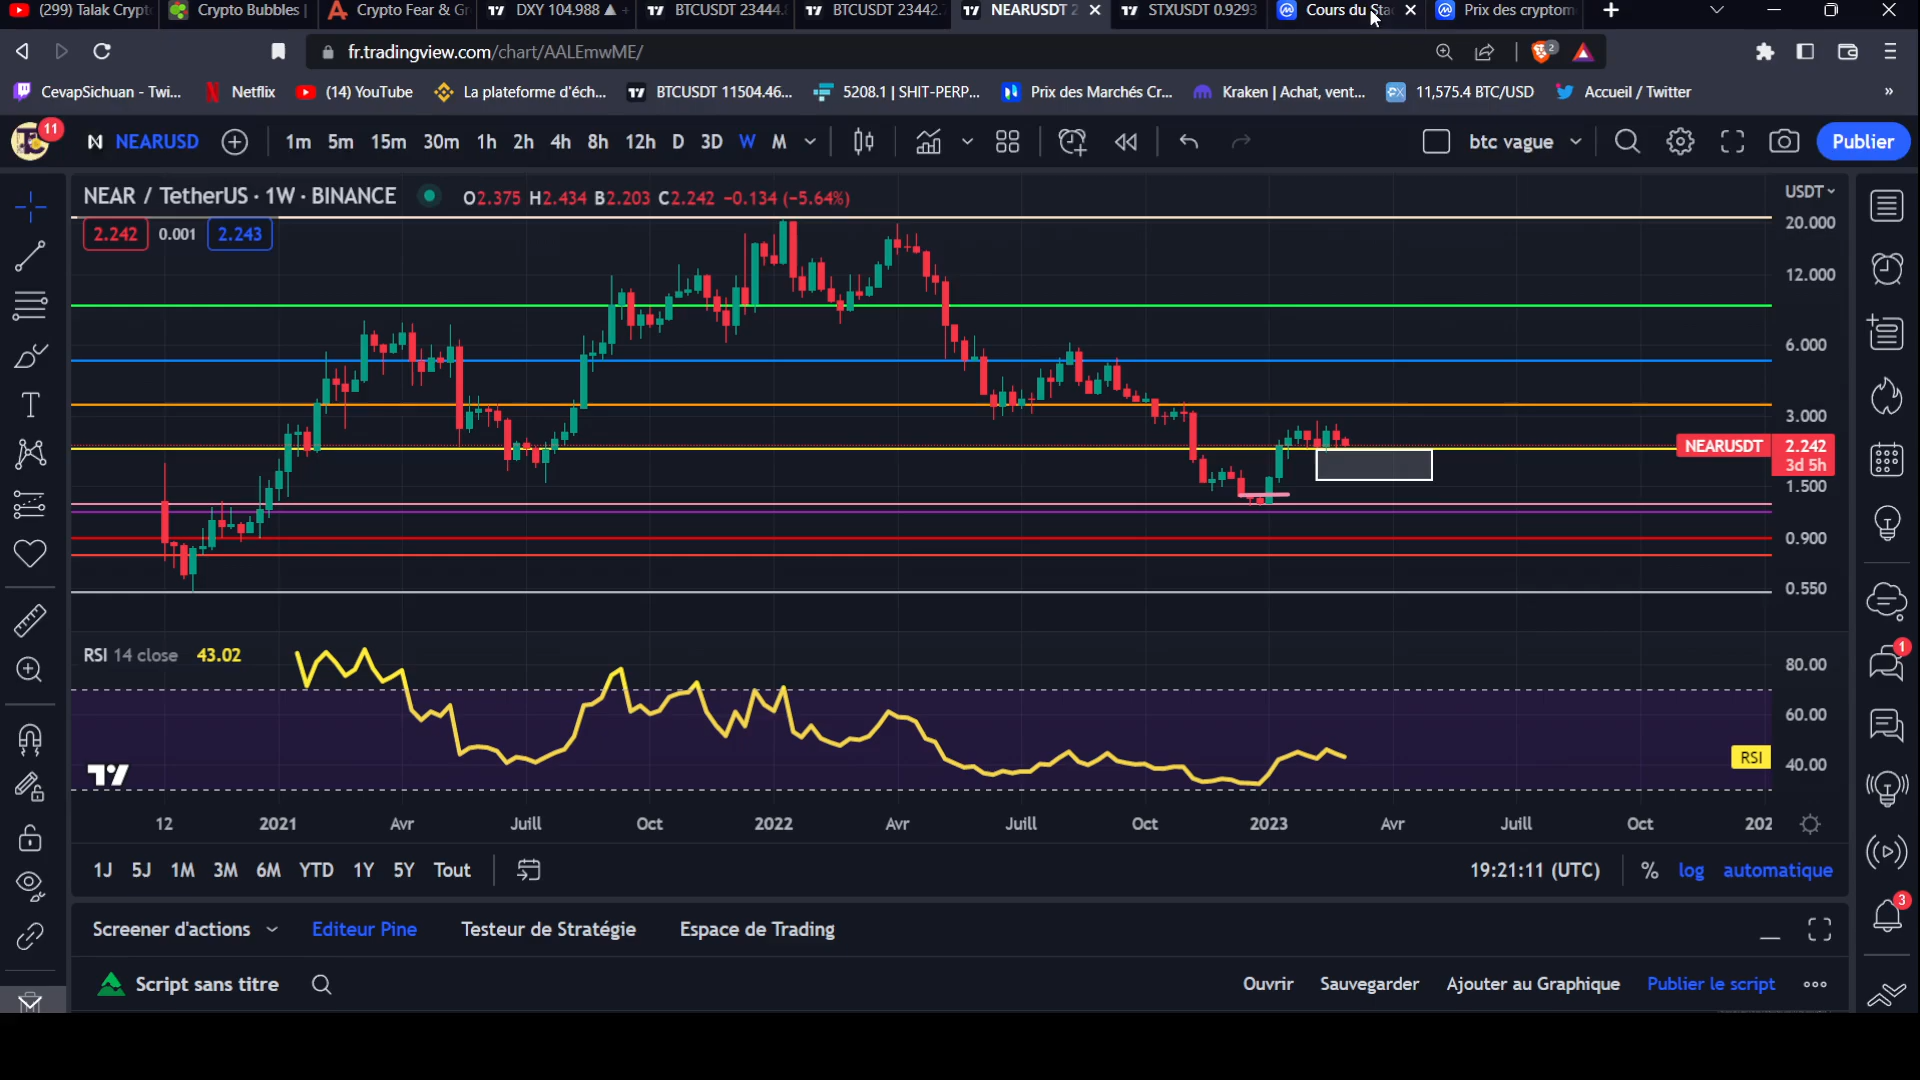 (299) Talak Crypt
Crypto Bubbles
Crypto Fear & Gr
DXY 104.988 ▲
BTCUSDT 23444.
BTCUSDT 23442.
NEARUSDT 2
STXUSDT 0.9293
Cours du Stac
Prix des cryptom
fr.tradingview.com/chart/AALEmwME/
2
CevapSichuan - Twi...
Netflix
(14) YouTube
La plateforme d'éch...
BTCUSDT 11504.46...
5208.1 | SHIT-PERP...
Prix des Marchés Cr...
Kraken | Achat, vent...
11,575.4 BTC/USD
Accueil / Twitter
»
11
NEARUSD
1m 5m 15m 30m 1h 2h 4h 8h 12h D 3D W M
btc vague
Publier
NEAR / TetherUS · 1W · BINANCE
O2.375 H2.434 B2.203 C2.242 −0.134 (−5.64%)
USDT
2.242 0.001 2.243
20.000
12.000
6.000
3.000
NEARUSDT 2.242
3d 5h
1.500
0.900
0.550
RSI 14 close 43.02
80.00
60.00
RSI
40.00
12 2021 Avr Juill Oct 2022 Avr Juill Oct 2023 Avr Juill Oct 202
1J 5J 1M 3M 6M YTD 1Y 5Y Tout
19:21:11 (UTC) % log automatique
1
3
Screener d'actions Editeur Pine Testeur de Stratégie Espace de Trading
Script sans titre
Ouvrir Sauvegarder Ajouter au Graphique Publier le script